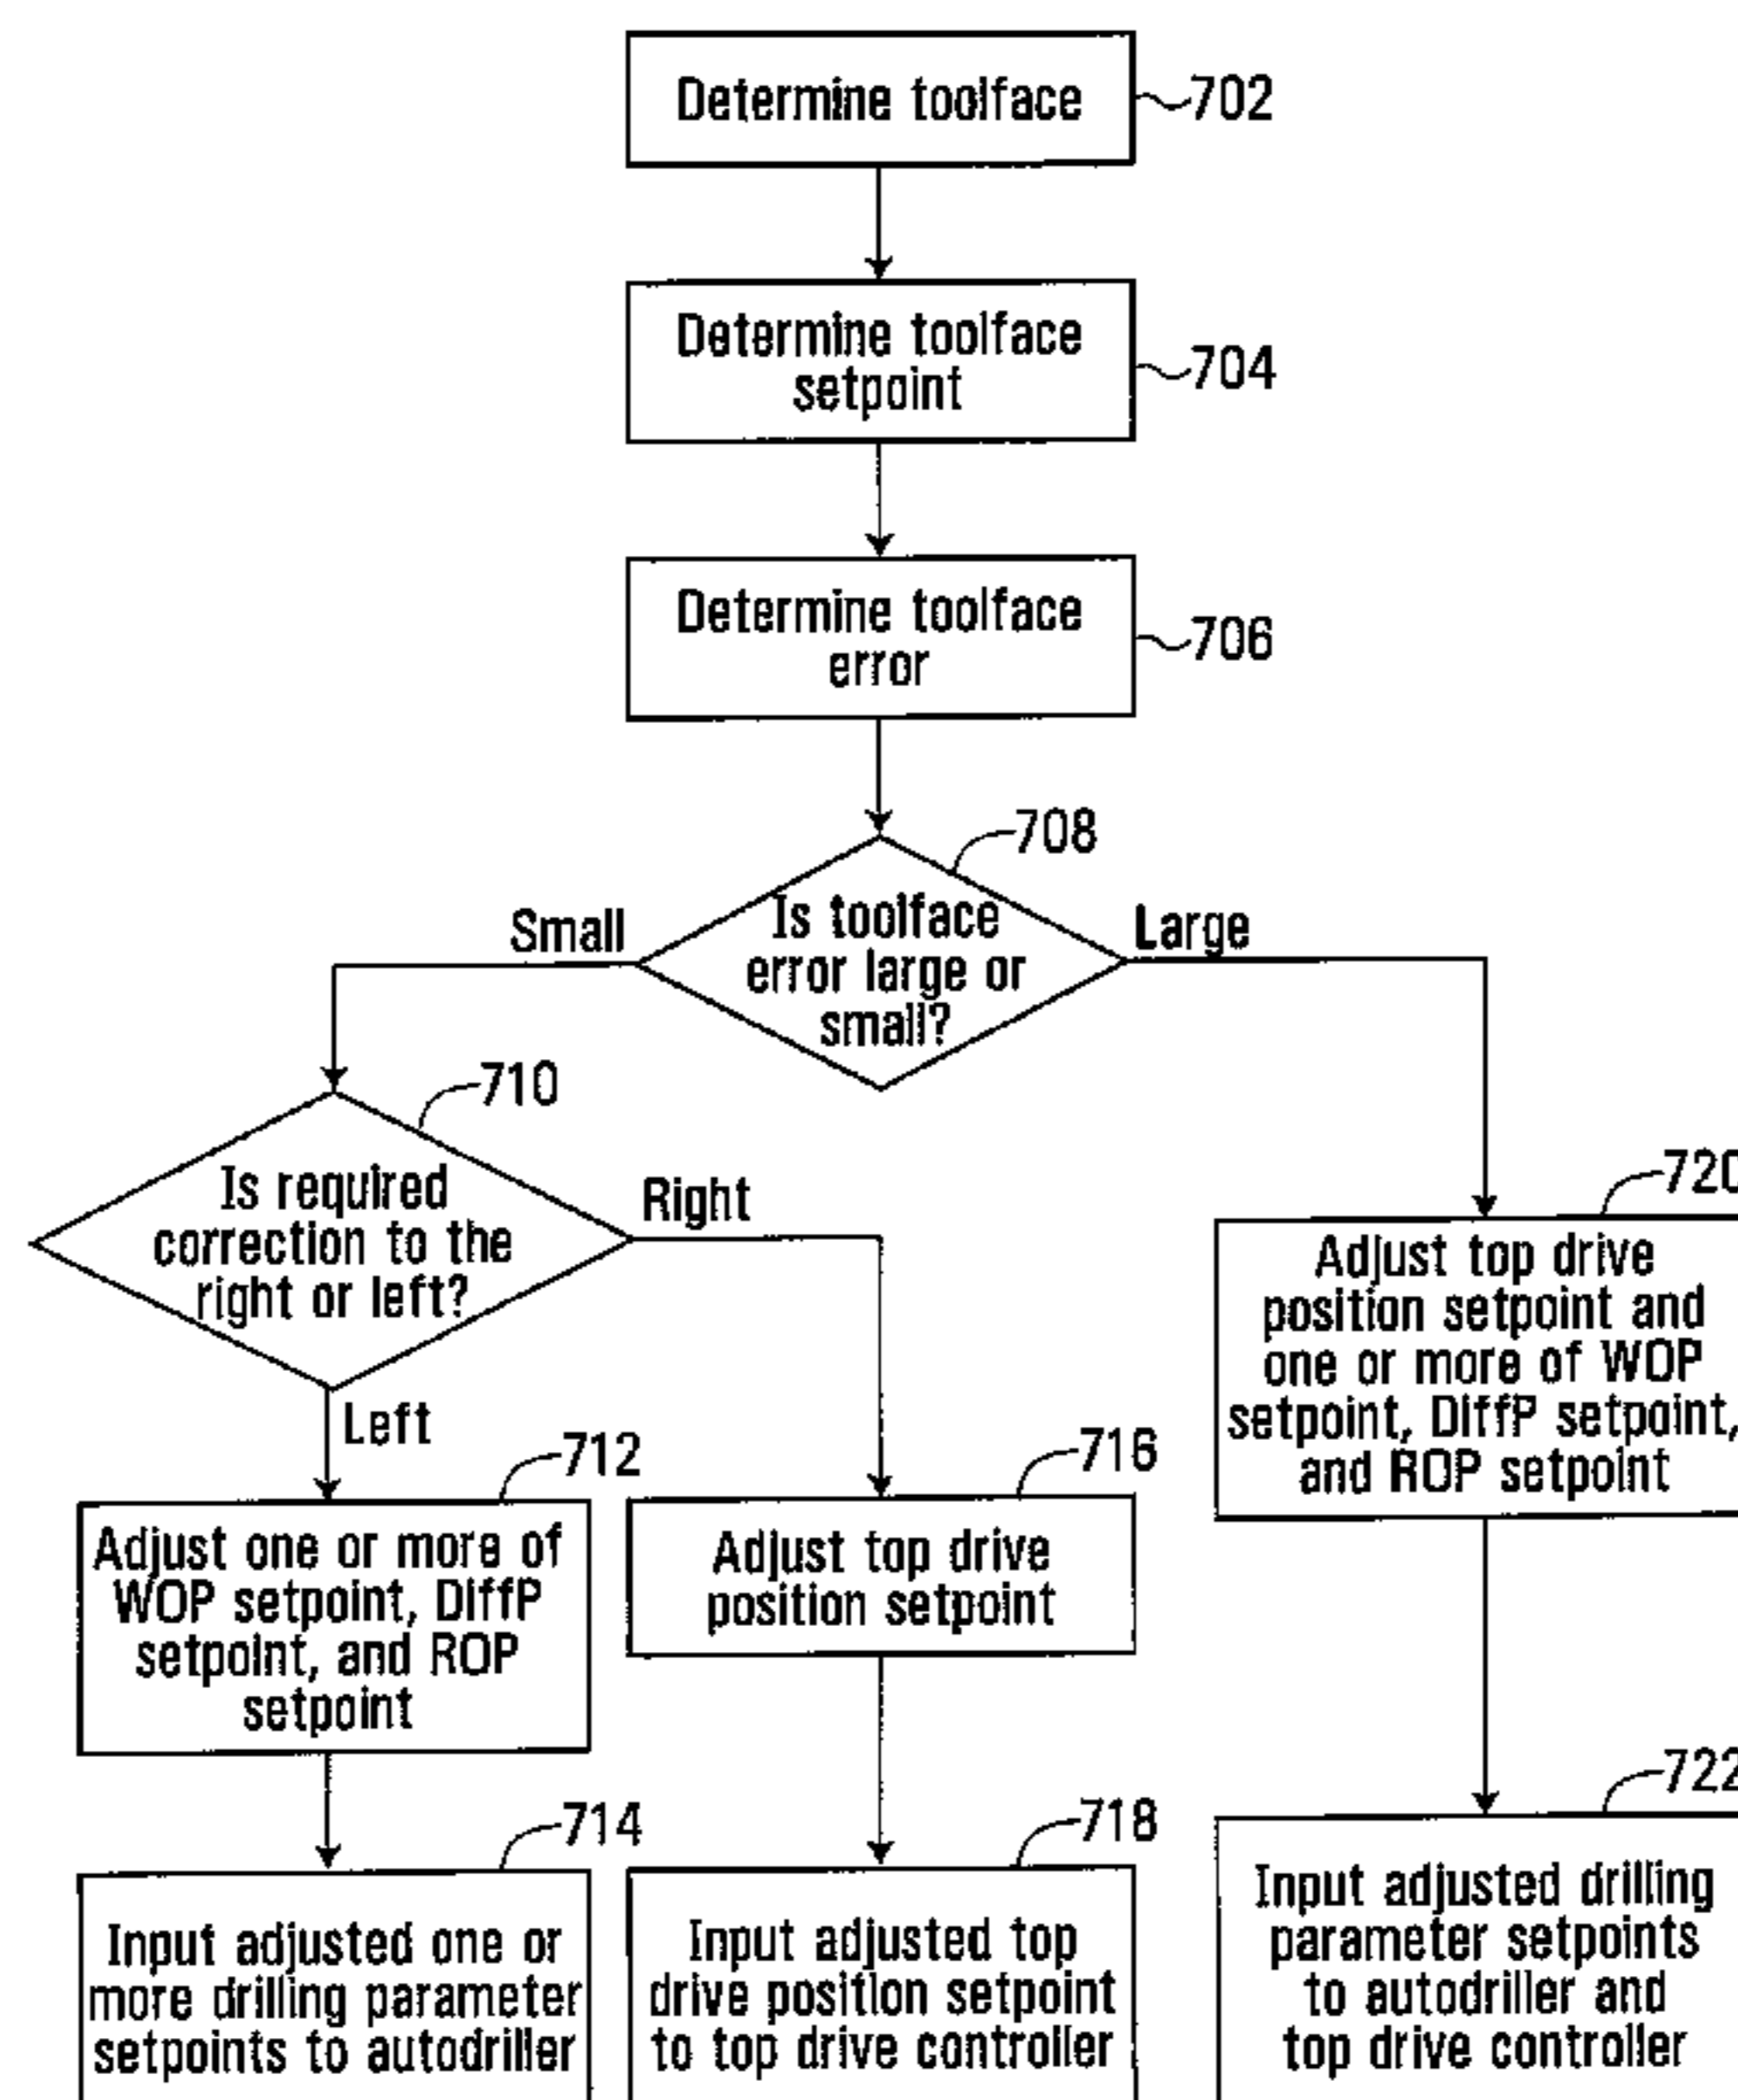 Determine toolface
702
Determine toolface
setpoint
704
Determine toolface
error
706
708
Is toolface
error large or
small?
Small
Large
710
Is required
correction to the
right or left?
Right
Left
720
Adjust top drive
position setpoint and
one or more of WOP
setpoint, DiffP setpoint,
and ROP setpoint
712
Adjust one or more of
WOP setpoint, DiffP
setpoint, and ROP
setpoint
716
Adjust top drive
position setpoint
714
Input adjusted one or
more drilling parameter
setpoints to autodriller
718
Input adjusted top
drive position setpoint
to top drive controller
722
Input adjusted drilling
parameter setpoints
to autodriller and
top drive controller